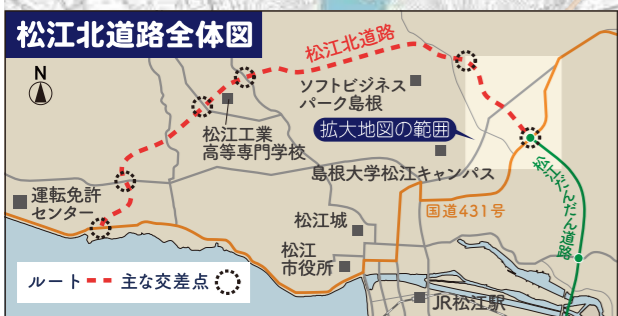 松江北道路全体図
N
松江北道路
ソフトビジネス
パーク島根
松江工業
高等専門学校
拡大地図の範囲
島根大学松江キャンパス
運転免許
センター
国道431号
松江だんだん道路
松江城
松江
市役所
JR松江駅
ルート 主な交差点